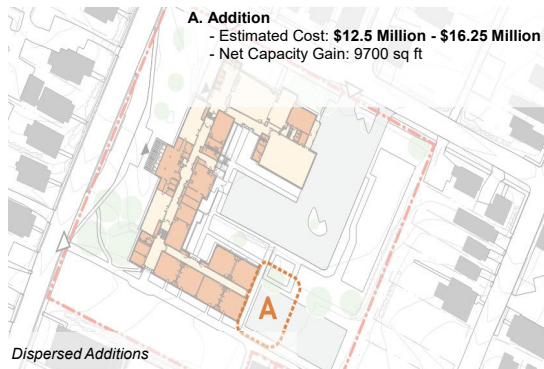 A. Addition
- Estimated Cost: $12.5 Million - $16.25 Million
- Net Capacity Gain: 9700 sq ft
A
Dispersed Additions